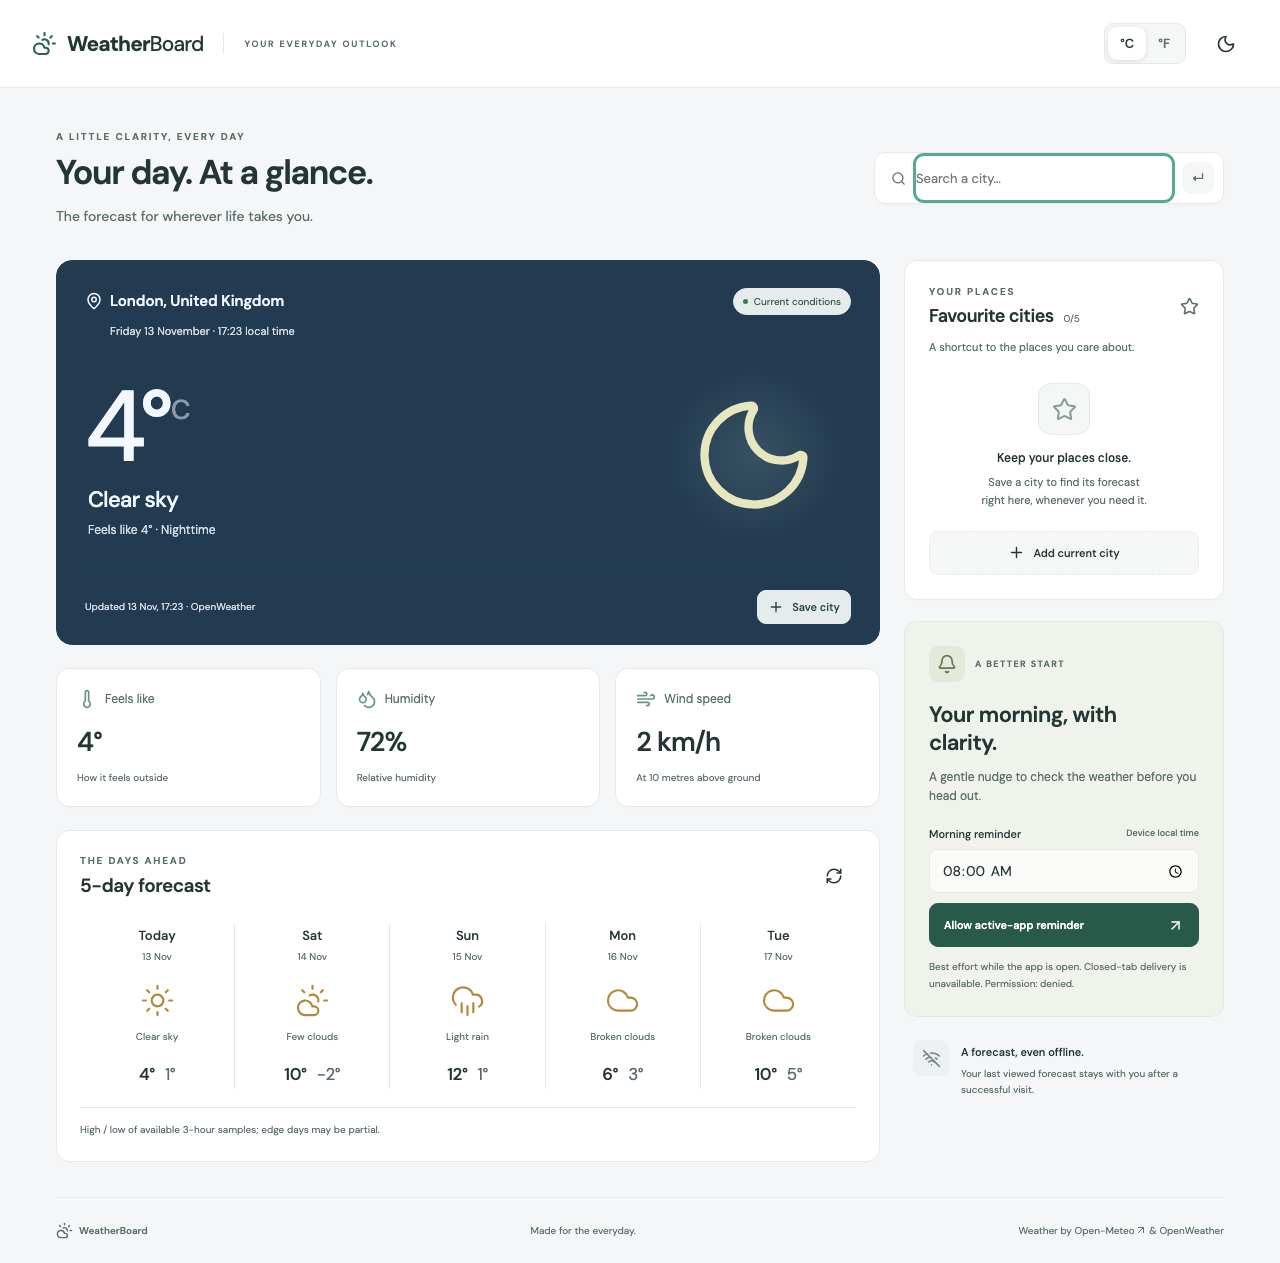 WeatherBoard
YOUR EVERYDAY OUTLOOK
°C
°F
A LITTLE CLARITY, EVERY DAY
Your day. At a glance.
The forecast for wherever life takes you.
Search a city…
London, United Kingdom
Friday 13 November · 17:23 local time
Current conditions
4°C
Clear sky
Feels like 4° · Nighttime
Updated 13 Nov, 17:23 · OpenWeather
Save city
Feels like
4°
How it feels outside
Humidity
72%
Relative humidity
Wind speed
2 km/h
At 10 metres above ground
THE DAYS AHEAD
5-day forecast
Today
13 Nov
Clear sky
4° 1°
Sat
14 Nov
Few clouds
10° −2°
Sun
15 Nov
Light rain
12° 1°
Mon
16 Nov
Broken clouds
6° 3°
Tue
17 Nov
Broken clouds
10° 5°
High / low of available 3-hour samples; edge days may be partial.
YOUR PLACES
Favourite cities 0/5
A shortcut to the places you care about.
Keep your places close.
Save a city to find its forecast
right here, whenever you need it.
Add current city
A BETTER START
Your morning, with
clarity.
A gentle nudge to check the weather before you
head out.
Morning reminder
Device local time
08:00 AM
Allow active-app reminder
Best effort while the app is open. Closed-tab delivery is
unavailable. Permission: denied.
A forecast, even offline.
Your last viewed forecast stays with you after a
successful visit.
WeatherBoard
Made for the everyday.
Weather by Open-Meteo & OpenWeather